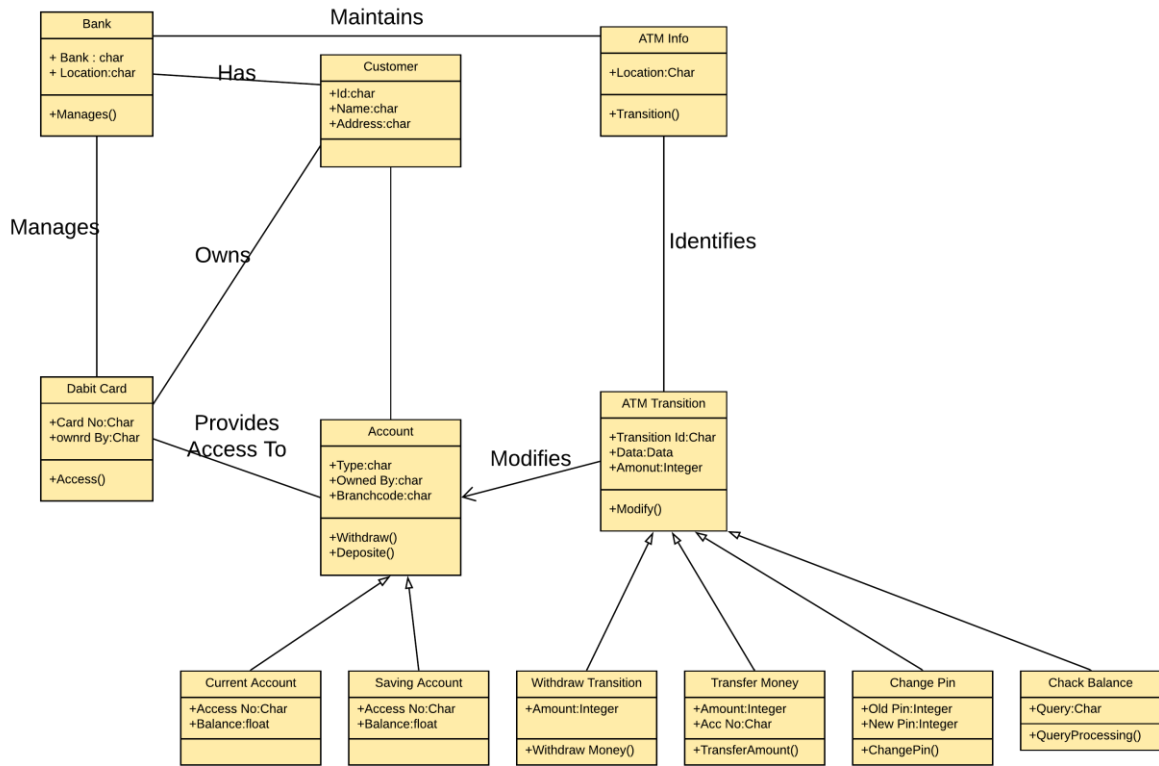 Bank
+ Bank : char
+ Location:char
+Manages()
Maintains
ATM Info
+Location:Char
+Transition()
Has
Customer
+Id:char
+Name:char
+Address:char
Manages
Owns
Identifies
Dabit Card
+Card No:Char
+ownrd By:Char
+Access()
Provides
Access To
Account
+Type:char
+Owned By:char
+Branchcode:char
+Withdraw()
+Deposite()
Modifies
ATM Transition
+Transition Id:Char
+Data:Data
+Amonut:Integer
+Modify()
Current Account
+Access No:Char
+Balance:float
Saving Account
+Access No:Char
+Balance:float
Withdraw Transition
+Amount:Integer
+Withdraw Money()
Transfer Money
+Amount:Integer
+Acc No:Char
+TransferAmount()
Change Pin
+Old Pin:Integer
+New Pin:Integer
+ChangePin()
Chack Balance
+Query:Char
+QueryProcessing()